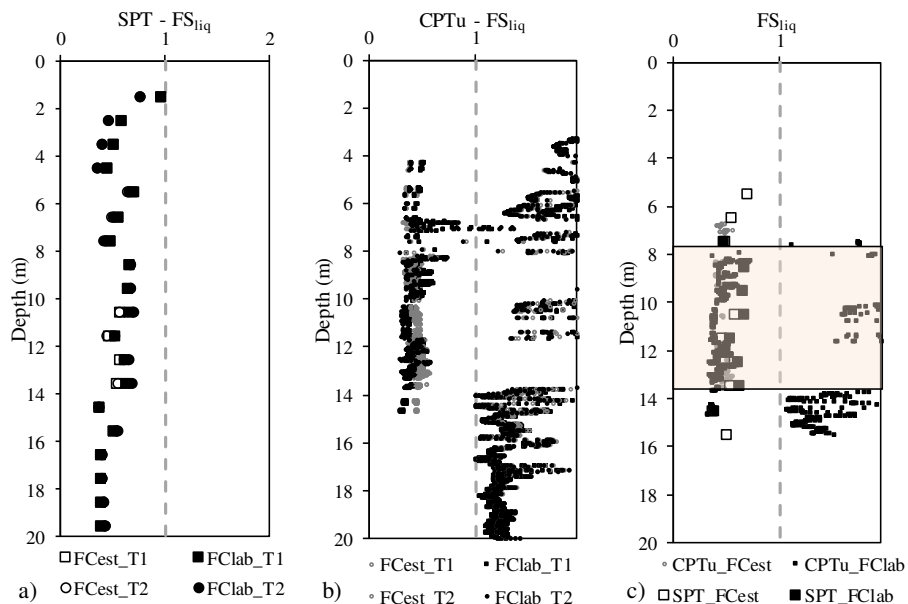 SPT - FSliq
0 1 2
Depth (m)
0
2
4
6
8
10
12
14
16
18
20
FCest_T1 FClab_T1
FCest_T2 FClab_T2
a)
CPTu - FSliq
0 1
Depth (m)
0
2
4
6
8
10
12
14
16
18
20
FCest_T1 FClab_T1
FCest_T2 FClab_T2
b)
FSliq
0 1
Depth (m)
0
2
4
6
8
10
12
14
16
18
20
CPTu_FCest CPTu_FClab
SPT_FCest SPT_FClab
c)